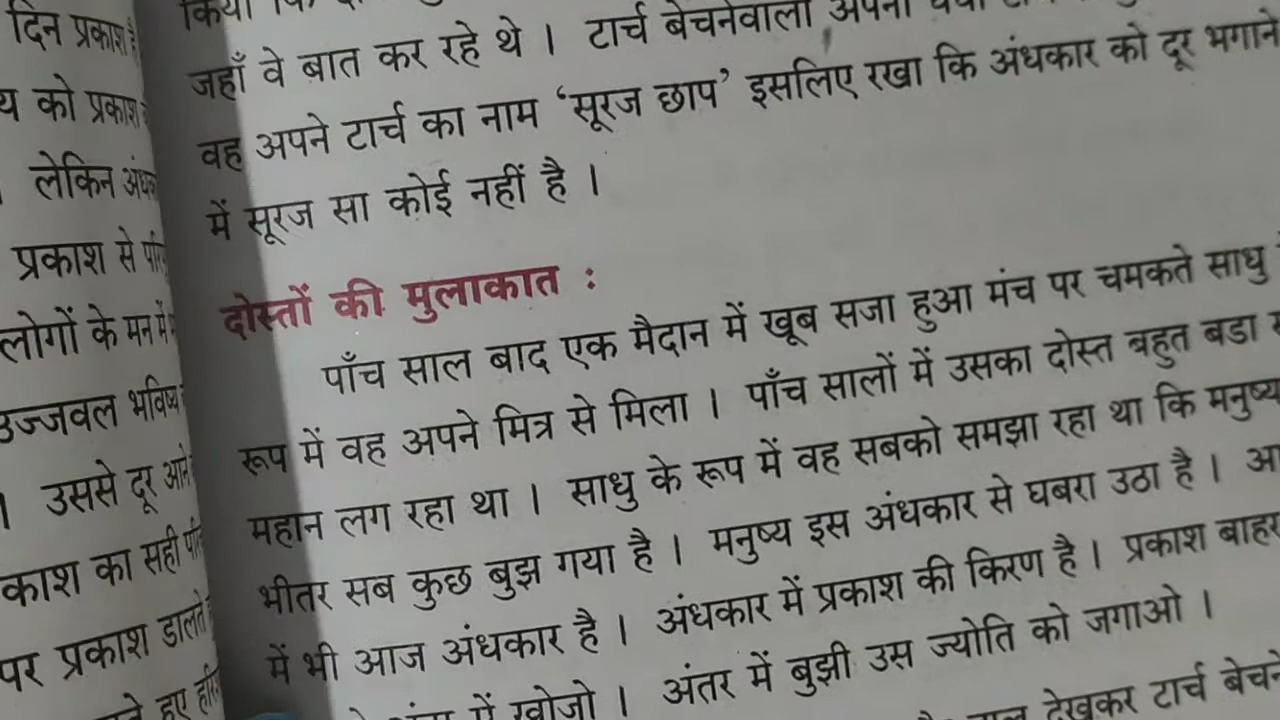 दिन प्रकाश
को प्रकाश
लेकिन
प्रकाश से
लोगों के मन में
उज्जवल भविष्य
उससे दूर
का सही
पर प्रकाश डालते
हुए
जहाँ वे बात कर रहे थे । टार्च बेचनेवाला अपना
वह अपने टार्च का नाम ‘सूरज छाप’ इसलिए रखा कि अंधकार को दूर भगाने
में सूरज सा कोई नहीं है ।
दोस्तों की मुलाकात :
पाँच साल बाद एक मैदान में खूब सजा हुआ मंच पर चमकते साधु
रूप में वह अपने मित्र से मिला । पाँच सालों में उसका दोस्त बहुत बडा
महान लग रहा था । साधु के रूप में वह सबको समझा रहा था कि मनुष्य
भीतर सब कुछ बुझ गया है । मनुष्य इस अंधकार से घबरा उठा है ।
में भी आज अंधकार है । अंधकार में प्रकाश की किरण है । प्रकाश बाहर
में खोजो । अंतर में बुझी उस ज्योति को जगाओ ।
देखकर टार्च